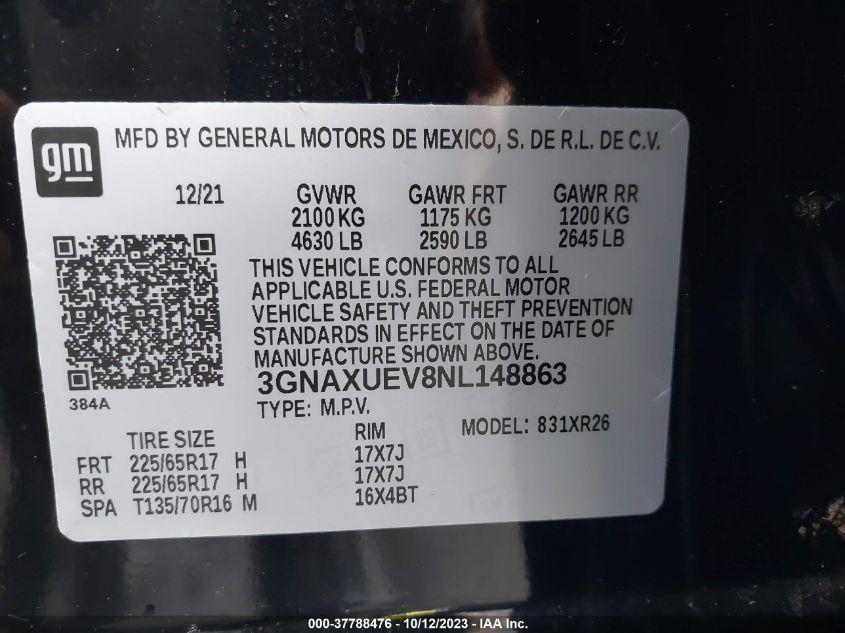 gm
MFD BY GENERAL MOTORS DE MEXICO, S. DE R.L. DE C.V.
12/21 GVWR GAWR FRT GAWR RR
2100 KG 1175 KG 1200 KG
4630 LB 2590 LB 2645 LB
THIS VEHICLE CONFORMS TO ALL
APPLICABLE U.S. FEDERAL MOTOR
VEHICLE SAFETY AND THEFT PREVENTION
STANDARDS IN EFFECT ON THE DATE OF
MANUFACTURE SHOWN ABOVE.
3GNAXUEV8NL148863
384A
TYPE: M.P.V.
MODEL: 831XR26
TIRE SIZE RIM
FRT 225/65R17 H 17X7J
RR 225/65R17 H 17X7J
SPA T135/70R16 M 16X4BT
000-37788476 - 10/12/2023 - IAA Inc.